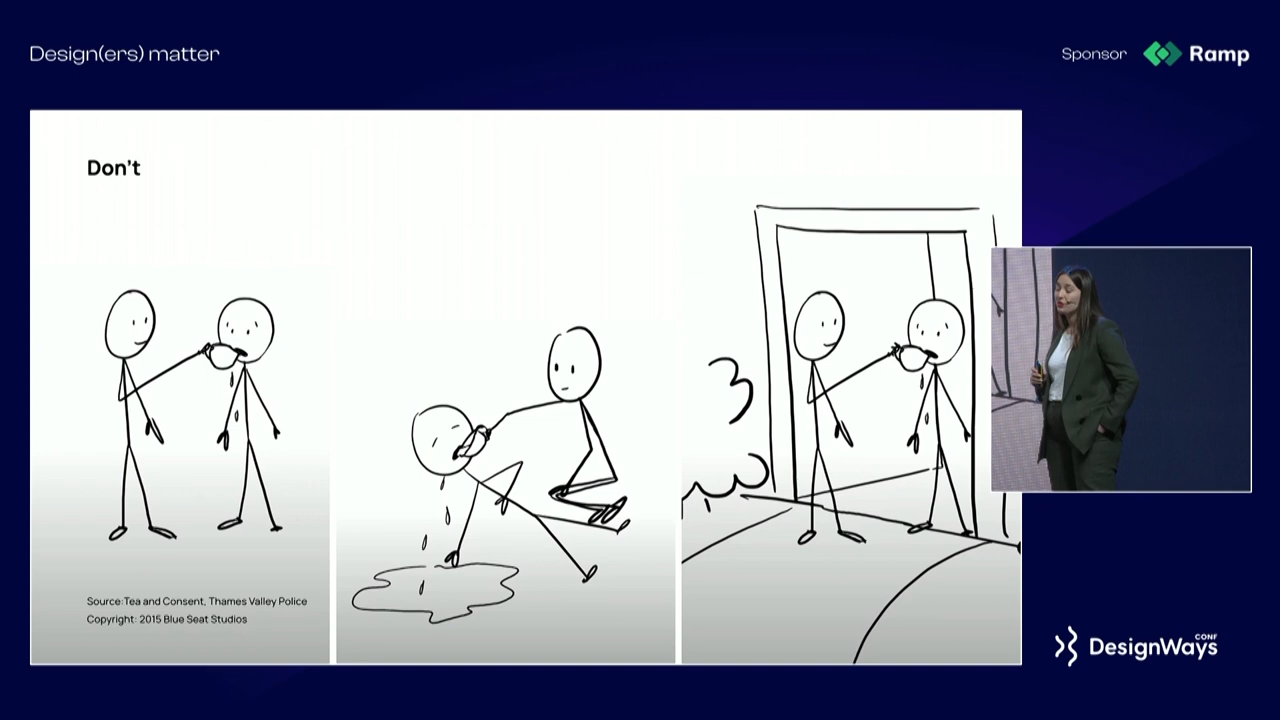 Design(ers) matter
Sponsor Ramp
Don't
Source:Tea and Consent, Thames Valley Police
Copyright: 2015 Blue Seat Studios
DesignWays CONF